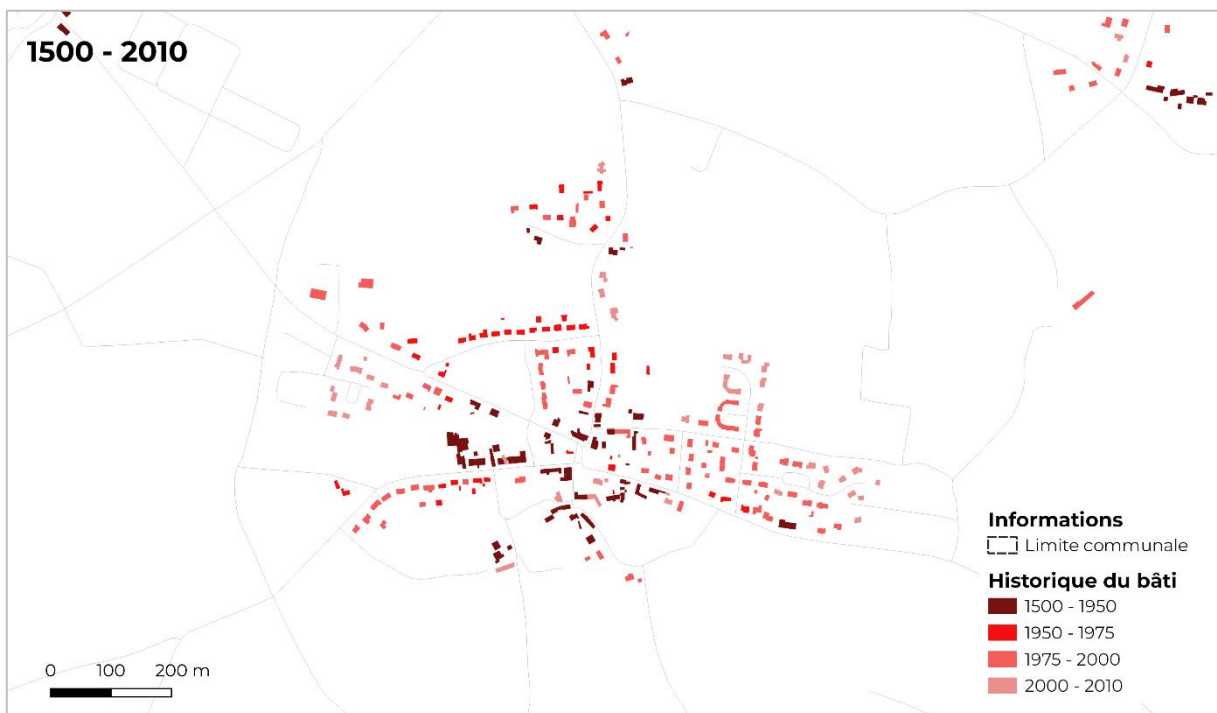 1500 - 2010
Informations
Limite communale
Historique du bâti
1500 - 1950
1950 - 1975
1975 - 2000
2000 - 2010
0 100 200 m